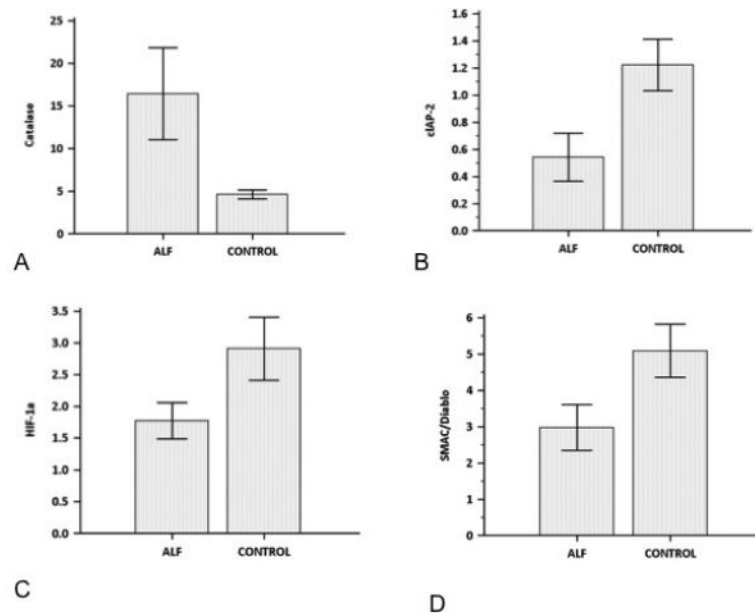 25
20
15
10
5
0
Catalase
ALF CONTROL
A
1.6
1.4
1.2
1.0
0.8
0.6
0.4
0.2
0.0
cIAP-2
ALF CONTROL
B
3.5
3.0
2.5
2.0
1.5
1.0
0.5
0.0
HIF-1a
ALF CONTROL
C
6
5
4
3
2
1
0
SMAC/Diablo
ALF CONTROL
D